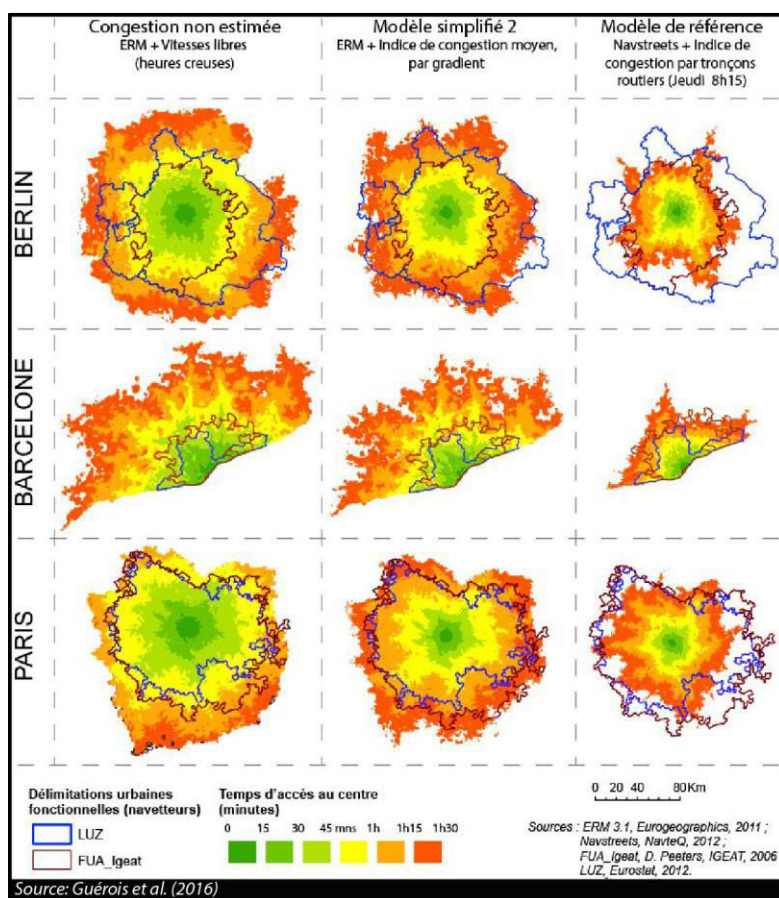 Congestion non estimée
ERM + Vitesses libres
(heures creuses)
Modèle simplifié 2
ERM + Indice de congestion moyen,
par gradient
Modèle de référence
Navstreets + Indice de
congestion par tronçons
routiers (Jeudi 8h15)
BERLIN
BARCELONE
PARIS
Délimitations urbaines
fonctionnelles (navetteurs)
LUZ
FUA_Igeat
Temps d'accès au centre
(minutes)
0 15 30 45 mns 1h 1h15 1h30
0 20 40 80 Km
Sources : ERM 3.1, Eurogeographics, 2011 ;
Navstreets, NavteQ, 2012 ;
FUA_Igeat, D. Peeters, IGEAT, 2006
LUZ, Eurostat, 2012.
Source: Guérois et al. (2016)